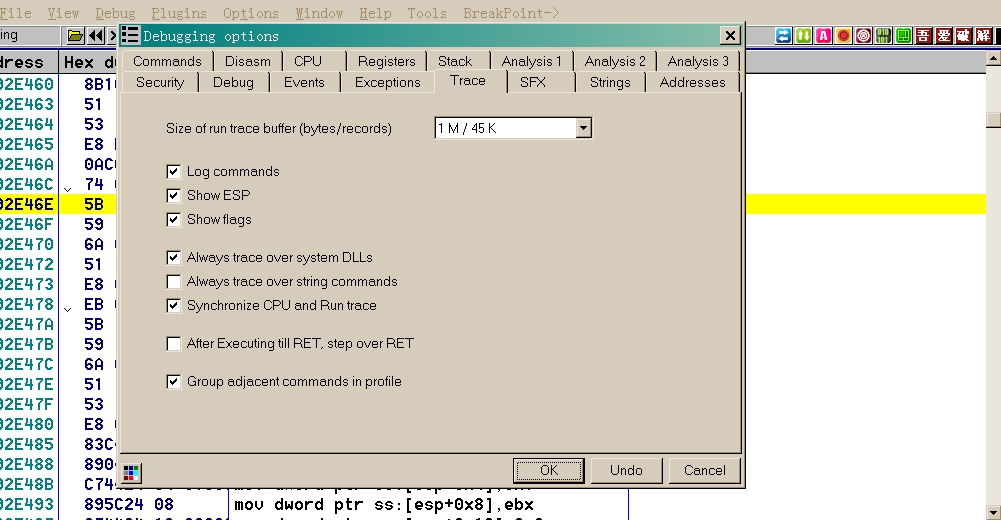 File View Debug Plugins Options Window Help Tools BreakPoint->
ing
A 吾 爱 破 解
Debugging options
Commands Disasm CPU Registers Stack Analysis 1 Analysis 2 Analysis 3
Security Debug Events Exceptions Trace SFX Strings Addresses
Size of run trace buffer (bytes/records) 1 M / 45 K
Log commands
Show ESP
Show flags
Always trace over system DLLs
Always trace over string commands
Synchronize CPU and Run trace
After Executing till RET, step over RET
Group adjacent commands in profile
OK Undo Cancel
dress Hex d
02E460 8B1
02E463 51
02E464 53
02E465 E8
02E46A 0AC
02E46C 74
02E46E 5B
02E46F 59
02E470 6A
02E472 51
02E473 E8
02E478 EB
02E47A 5B
02E47B 59
02E47C 6A
02E47E 51
02E47F 53
02E480 E8
02E485 83C
02E488 890
02E48B C74
02E493 895C24 08 mov dword ptr ss:[esp+0x8],ebx